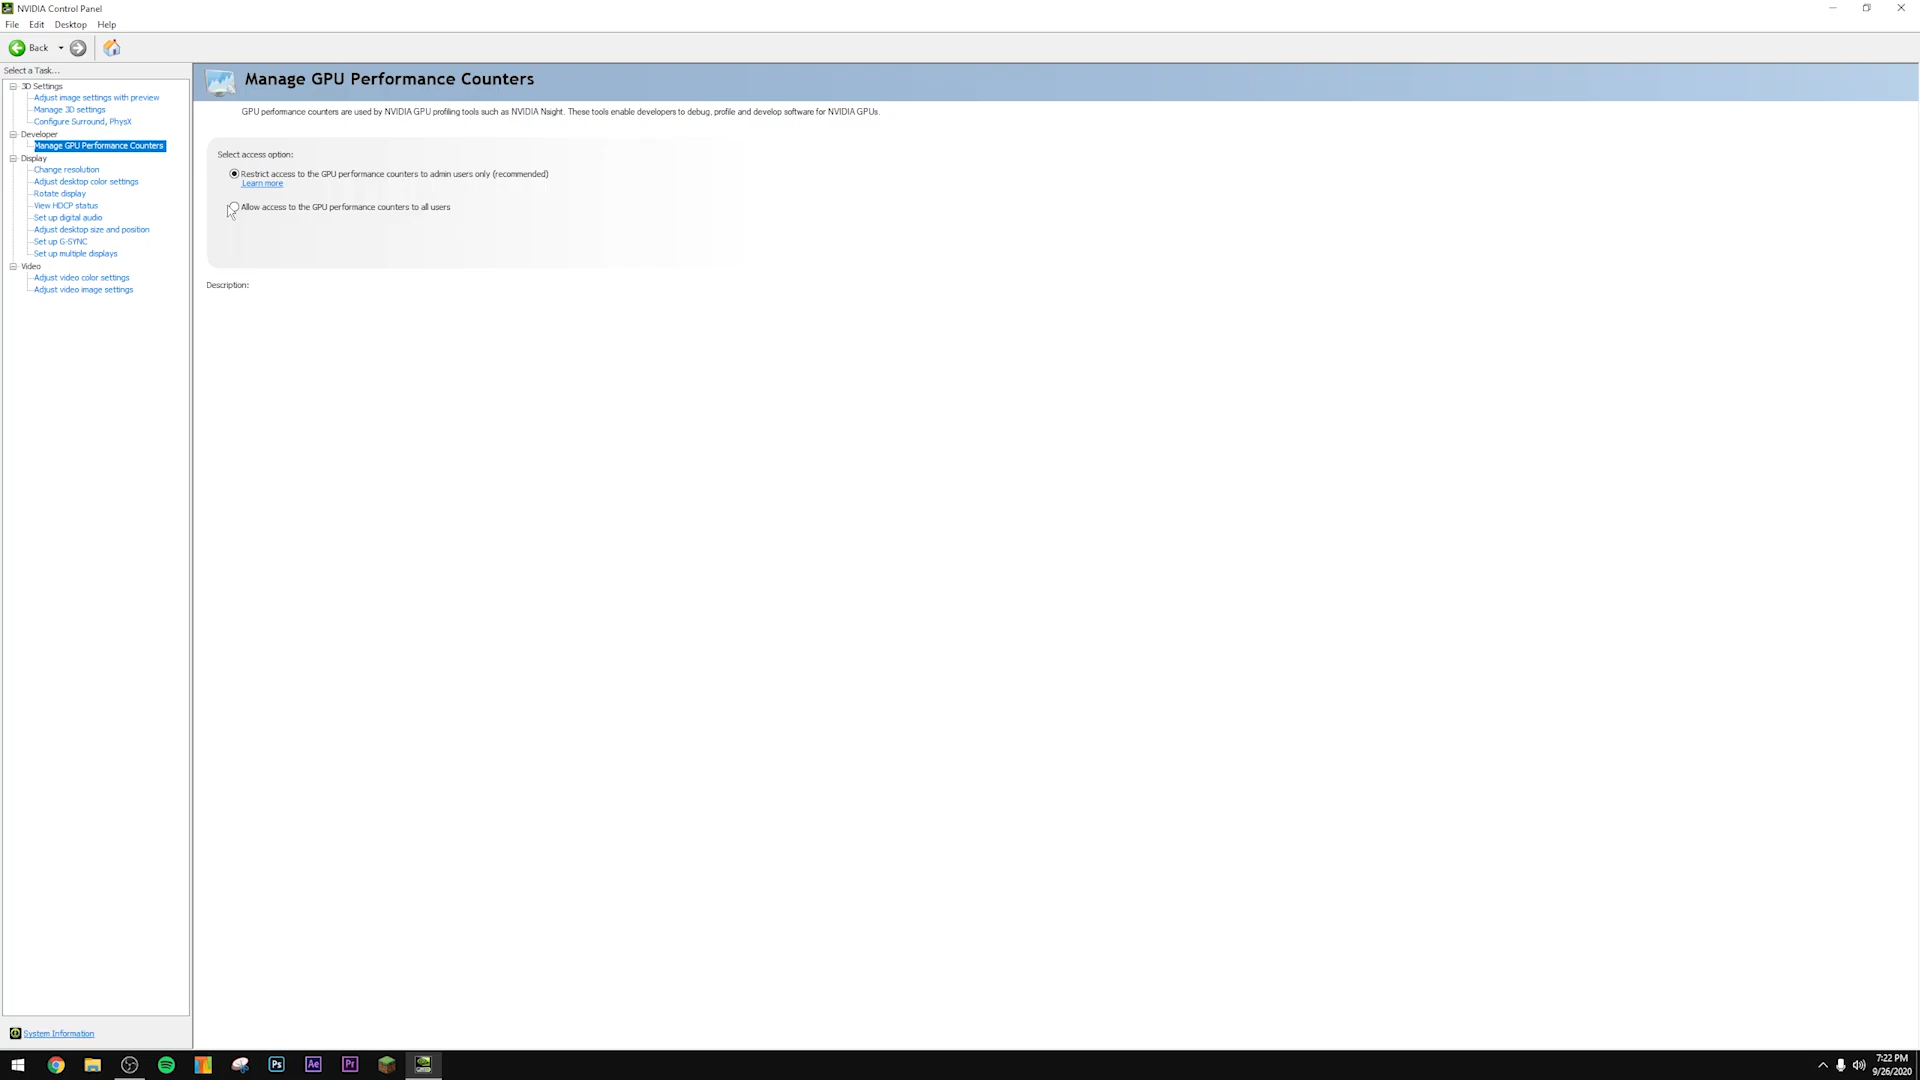 NVIDIA Control Panel
File Edit Desktop Help
Back
Select a Task...
3D Settings
Adjust image settings with preview
Manage 3D settings
Configure Surround, PhysX
Developer
Manage GPU Performance Counters
Display
Change resolution
Adjust desktop color settings
Rotate display
View HDCP status
Set up digital audio
Adjust desktop size and position
Set up G-SYNC
Set up multiple displays
Video
Adjust video color settings
Adjust video image settings
System Information
Manage GPU Performance Counters
GPU performance counters are used by NVIDIA GPU profiling tools such as NVIDIA Nsight. These tools enable developers to debug, profile and develop software for NVIDIA GPUs.
Select access option:
Restrict access to the GPU performance counters to admin users only (recommended)
Learn more
Allow access to the GPU performance counters to all users
Description:
Ps Ae Pr
7:22 PM
9/26/2020